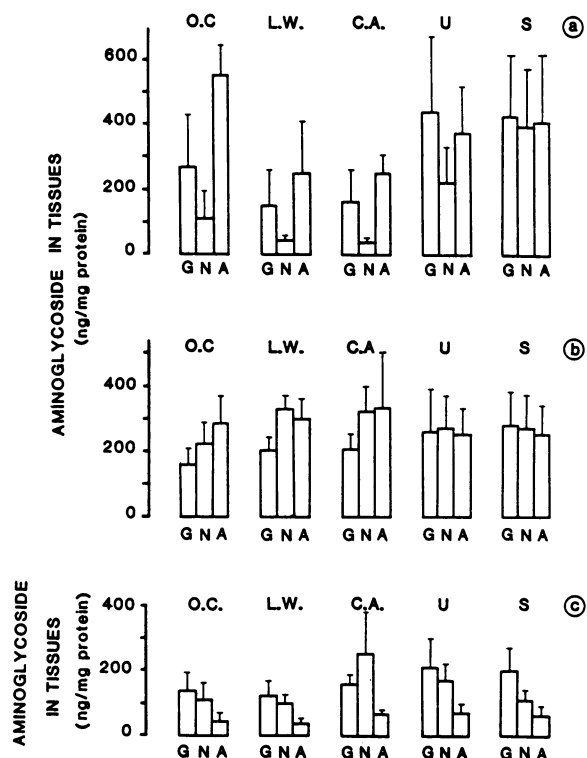 O.C L.W. C.A. U S ⓐ
AMINOGLYCOSIDE IN TISSUES
(ng/mg protein)
600
400
200
0
G N A G N A G N A G N A G N A
O.C L.W. C.A U S ⓑ
400
200
0
G N A G N A G N A G N A G N A
O.C. L.W. C.A. U S ⓒ
AMINOGLYCOSIDE
IN TISSUES
(ng/mg protein)
400
200
0
G N A G N A G N A G N A G N A